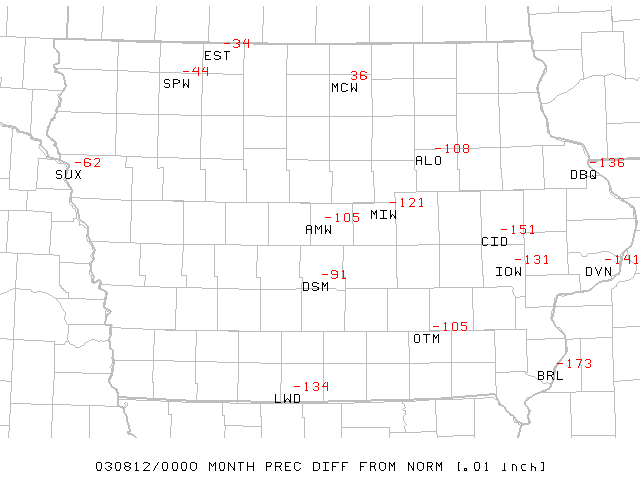 -34
EST
-44
SPW
36
MCW
-108
ALO
-62
SUX
-136
DBQ
-121
MIW
-105
AMW
-151
CID
-131
IOW
-141
DVN
-91
DSM
-105
OTM
-173
BRL
-134
LWD
030812/0000 MONTH PREC DIFF FROM NORM [.01 inch]